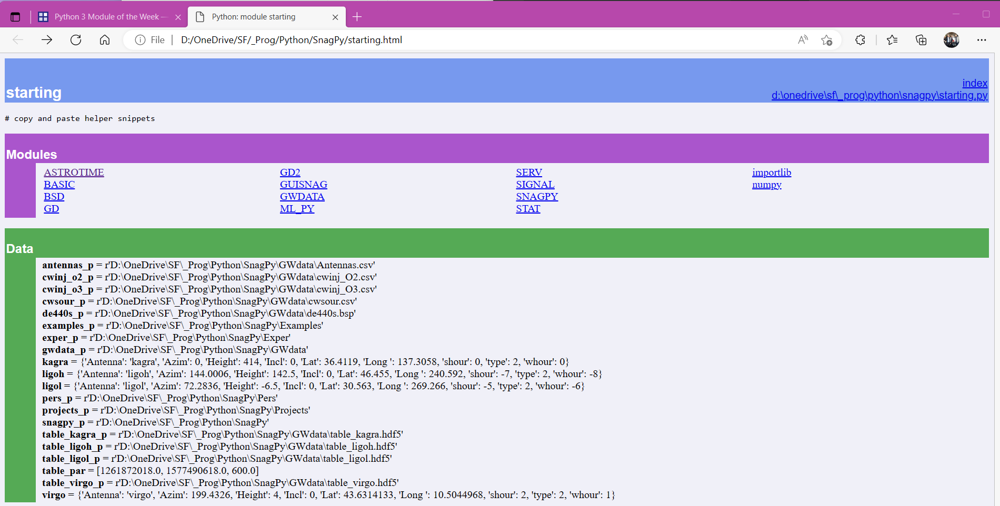 Python 3 Module of the Week —
Python: module starting
File
D:/OneDrive/SF/_Prog/Python/SnagPy/starting.html
index
starting
d:\onedrive\sf\_prog\python\snagpy\starting.py
# copy and paste helper snippets
Modules
ASTROTIME GD2 SERV importlib
BASIC GUISNAG SIGNAL numpy
BSD GWDATA SNAGPY
GD ML_PY STAT
Data
antennas_p = r'D:\OneDrive\SF\_Prog\Python\SnagPy\GWdata\Antennas.csv'
cwinj_o2_p = r'D:\OneDrive\SF\_Prog\Python\SnagPy\GWdata\cwinj_O2.csv'
cwinj_o3_p = r'D:\OneDrive\SF\_Prog\Python\SnagPy\GWdata\cwinj_O3.csv'
cwsour_p = r'D:\OneDrive\SF\_Prog\Python\SnagPy\GWdata\cwsour.csv'
de440s_p = r'D:\OneDrive\SF\_Prog\Python\SnagPy\GWdata\de440s.bsp'
examples_p = r'D:\OneDrive\SF\_Prog\Python\SnagPy\Examples'
exper_p = r'D:\OneDrive\SF\_Prog\Python\SnagPy\Exper'
gwdata_p = r'D:\OneDrive\SF\_Prog\Python\SnagPy\GWdata'
kagra = {'Antenna': 'kagra', 'Azim': 0, 'Height': 414, 'Incl': 0, 'Lat': 36.4119, 'Long ': 137.3058, 'shour': 0, 'type': 2, 'whour': 0}
ligoh = {'Antenna': 'ligoh', 'Azim': 144.0006, 'Height': 142.5, 'Incl': 0, 'Lat': 46.455, 'Long ': 240.592, 'shour': -7, 'type': 2, 'whour': -8}
ligol = {'Antenna': 'ligol', 'Azim': 72.2836, 'Height': -6.5, 'Incl': 0, 'Lat': 30.563, 'Long ': 269.266, 'shour': -5, 'type': 2, 'whour': -6}
pers_p = r'D:\OneDrive\SF\_Prog\Python\SnagPy\Pers'
projects_p = r'D:\OneDrive\SF\_Prog\Python\SnagPy\Projects'
snagpy_p = r'D:\OneDrive\SF\_Prog\Python\SnagPy'
table_kagra_p = r'D:\OneDrive\SF\_Prog\Python\SnagPy\GWdata\table_kagra.hdf5'
table_ligoh_p = r'D:\OneDrive\SF\_Prog\Python\SnagPy\GWdata\table_ligoh.hdf5'
table_ligol_p = r'D:\OneDrive\SF\_Prog\Python\SnagPy\GWdata\table_ligol.hdf5'
table_par = [1261872018.0, 1577490618.0, 600.0]
table_virgo_p = r'D:\OneDrive\SF\_Prog\Python\SnagPy\GWdata\table_virgo.hdf5'
virgo = {'Antenna': 'virgo', 'Azim': 199.4326, 'Height': 4, 'Incl': 0, 'Lat': 43.6314133, 'Long ': 10.5044968, 'shour': 2, 'type': 2, 'whour': 1}